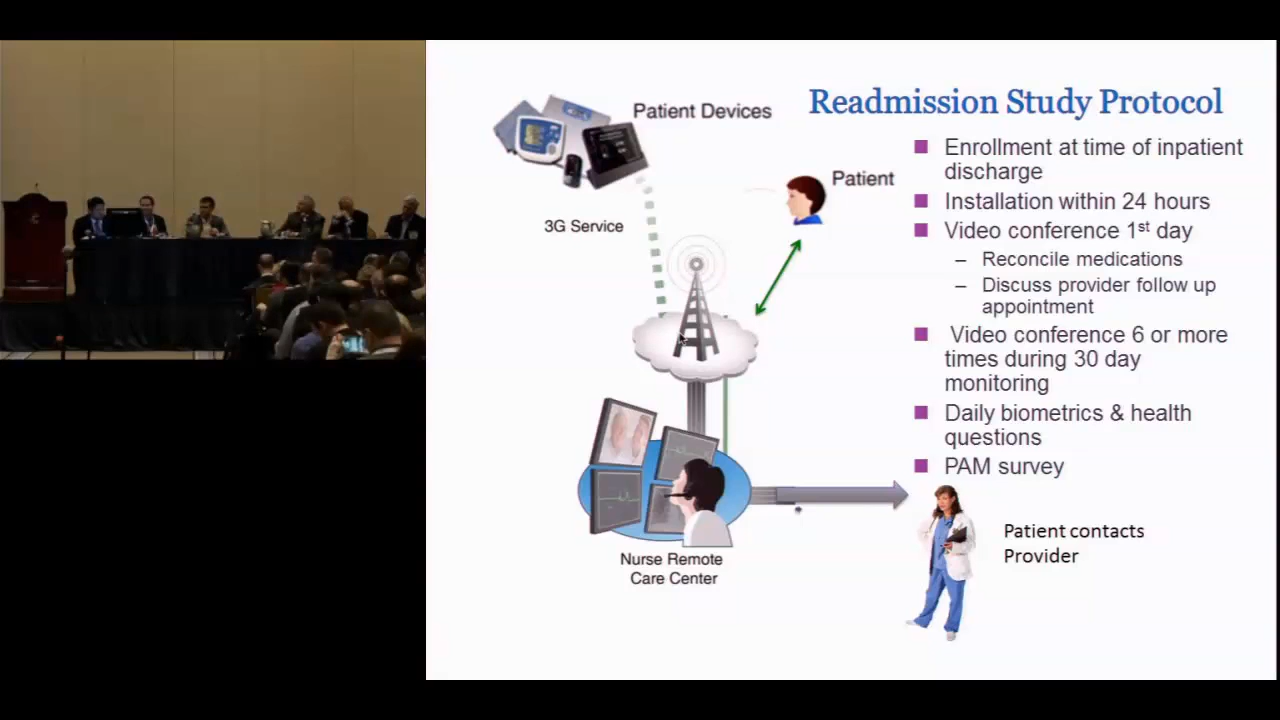 Readmission Study Protocol
Patient Devices
Patient
3G Service
Nurse Remote
Care Center
Enrollment at time of inpatient
discharge
Installation within 24 hours
Video conference 1st day
– Reconcile medications
– Discuss provider follow up
appointment
Video conference 6 or more
times during 30 day
monitoring
Daily biometrics & health
questions
PAM survey
Patient contacts
Provider